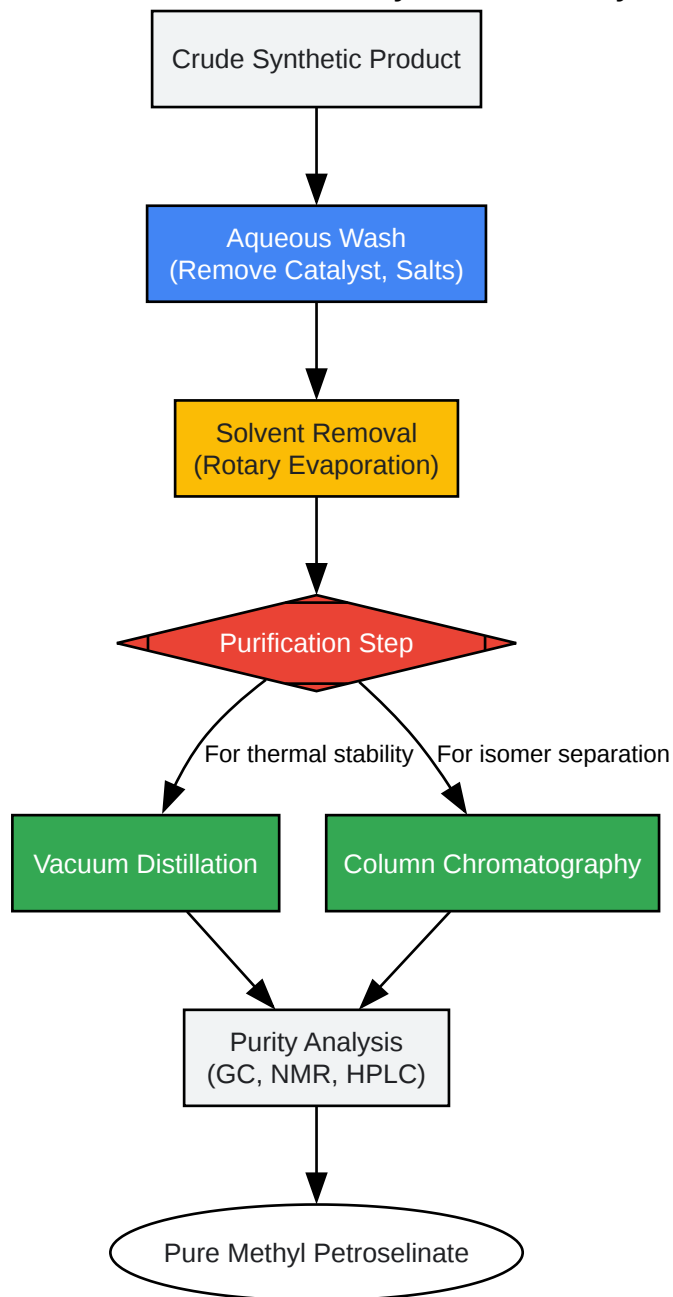 Crude Synthetic Product
Aqueous Wash
(Remove Catalyst, Salts)
Solvent Removal
(Rotary Evaporation)
Purification Step
For thermal stability
For isomer separation
Vacuum Distillation
Column Chromatography
Purity Analysis
(GC, NMR, HPLC)
Pure Methyl Petroselinate